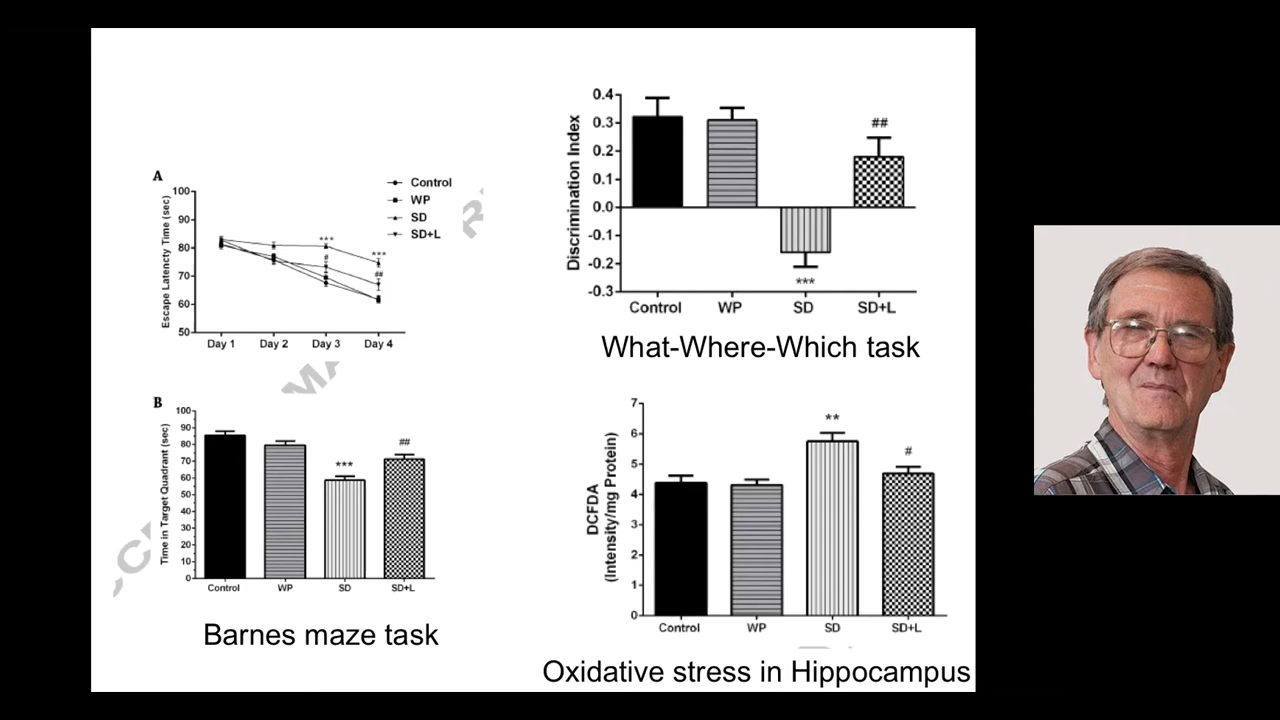 A
Control
WP
SD
SD+L
Escape Latencty Time (sec)
100
90
80
70
60
50
***
#
***
##
Day 1 Day 2 Day 3 Day 4
MA
R
B
Time in Target Quadrant (sec)
100
90
80
70
60
50
40
30
20
10
0
***
##
Control WP SD SD+L
Barnes maze task
Discrimination Index
0.4
0.3
0.2
0.1
0.0
-0.1
-0.2
-0.3
***
##
Control WP SD SD+L
What-Where-Which task
DCFDA
(Intensity/mg Protein)
7
6
5
4
3
2
1
0
**
#
Control WP SD SD+L
Oxidative stress in Hippocampus